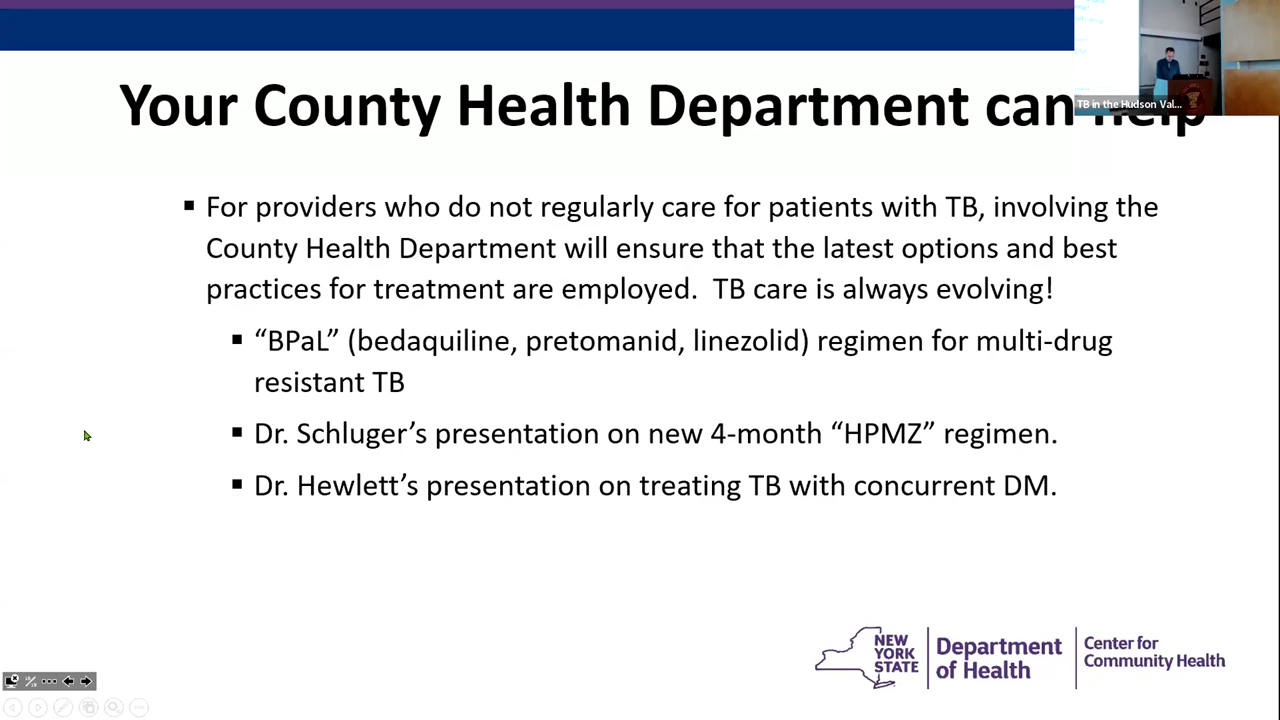 Your County Health Department can help
TB in the Hudson Val...
▪ For providers who do not regularly care for patients with TB, involving the
County Health Department will ensure that the latest options and best
practices for treatment are employed.  TB care is always evolving!
▪ “BPaL” (bedaquiline, pretomanid, linezolid) regimen for multi-drug
resistant TB
▪ Dr. Schluger’s presentation on new 4-month “HPMZ” regimen.
▪ Dr. Hewlett’s presentation on treating TB with concurrent DM.
NEW
YORK
STATE
Department
of Health
Center for
Community Health